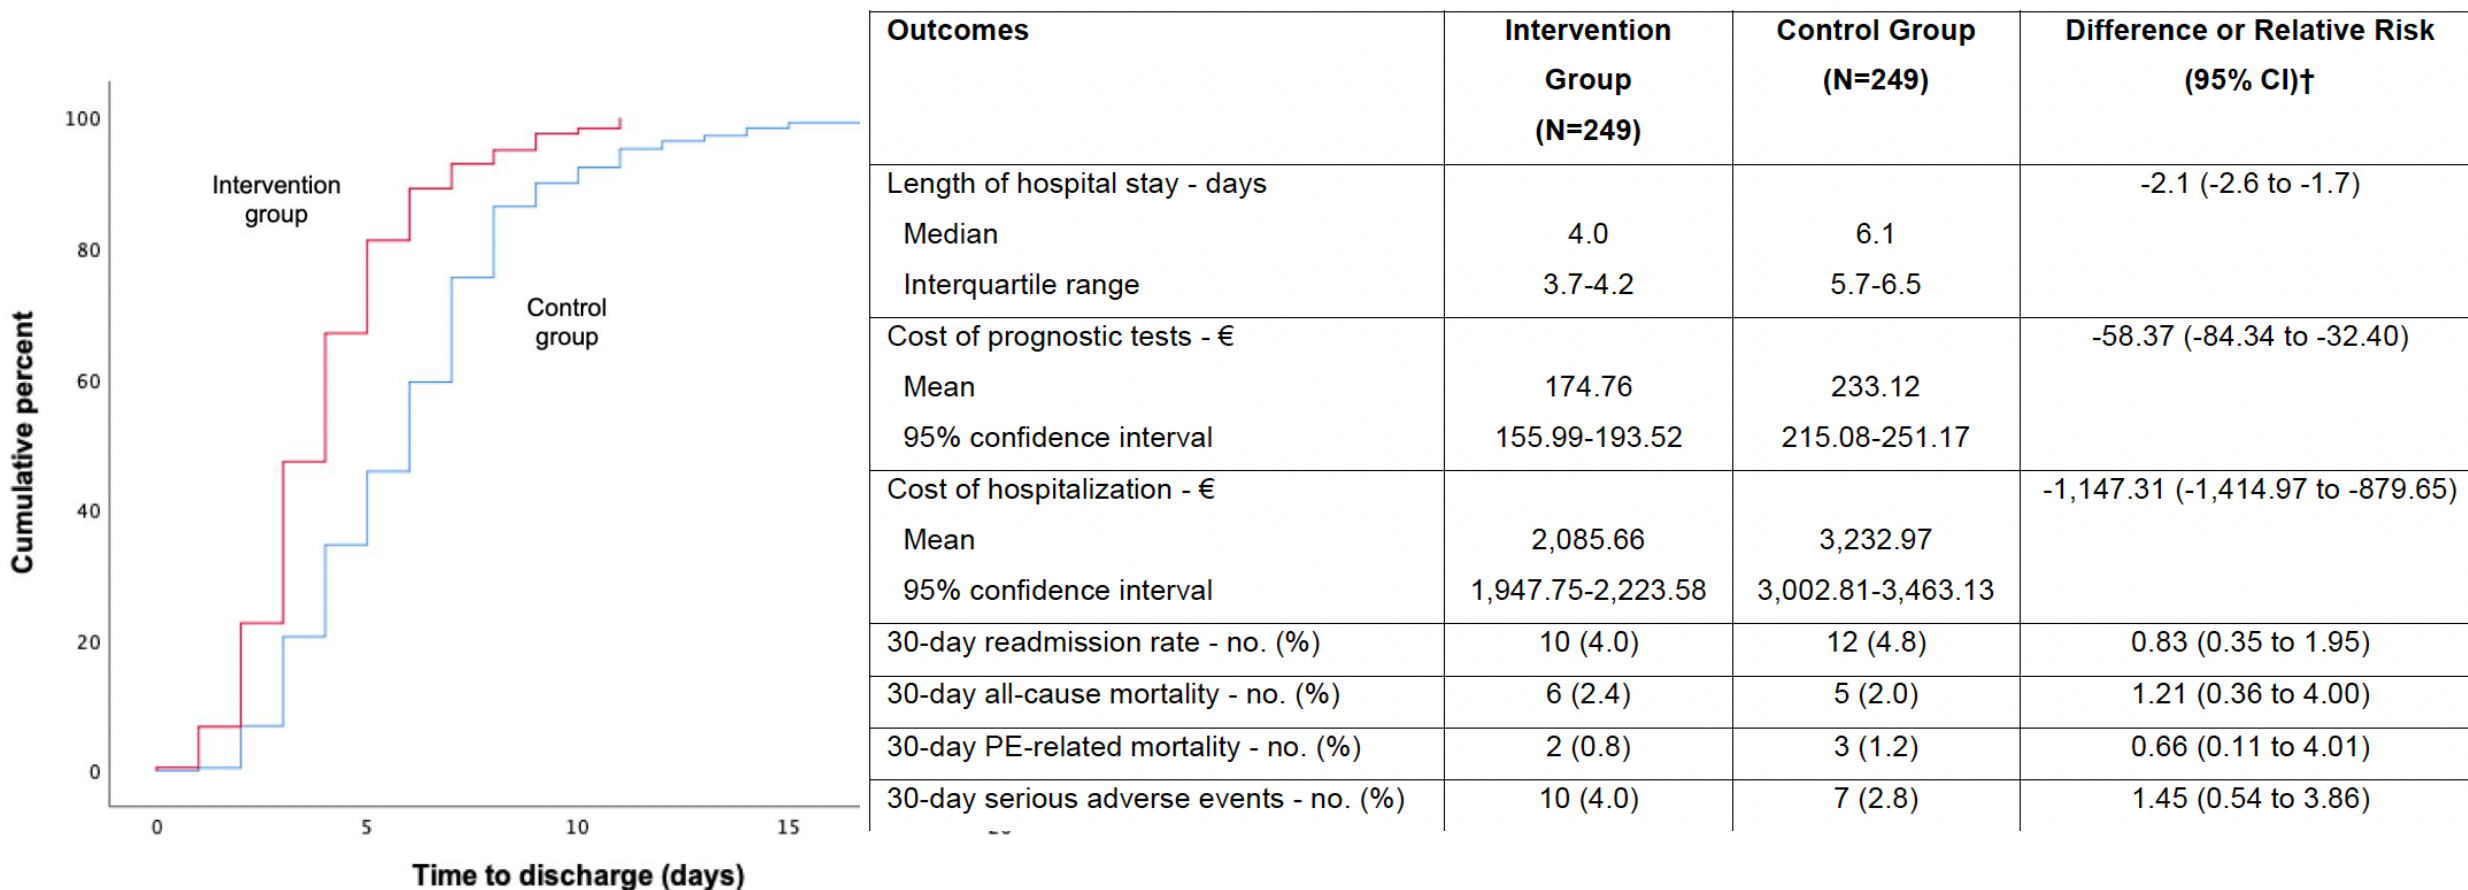 Cumulative percent
100
80
60
40
20
0
Intervention
group
Control
group
0 5 10 15
Time to discharge (days)
Outcomes | Intervention Group (N=249) | Control Group (N=249) | Difference or Relative Risk (95% CI)†
Length of hospital stay - days | -2.1 (-2.6 to -1.7)
Median | 4.0 | 6.1
Interquartile range | 3.7-4.2 | 5.7-6.5
Cost of prognostic tests - € | -58.37 (-84.34 to -32.40)
Mean | 174.76 | 233.12
95% confidence interval | 155.99-193.52 | 215.08-251.17
Cost of hospitalization - € | -1,147.31 (-1,414.97 to -879.65)
Mean | 2,085.66 | 3,232.97
95% confidence interval | 1,947.75-2,223.58 | 3,002.81-3,463.13
30-day readmission rate - no. (%) | 10 (4.0) | 12 (4.8) | 0.83 (0.35 to 1.95)
30-day all-cause mortality - no. (%) | 6 (2.4) | 5 (2.0) | 1.21 (0.36 to 4.00)
30-day PE-related mortality - no. (%) | 2 (0.8) | 3 (1.2) | 0.66 (0.11 to 4.01)
30-day serious adverse events - no. (%) | 10 (4.0) | 7 (2.8) | 1.45 (0.54 to 3.86)